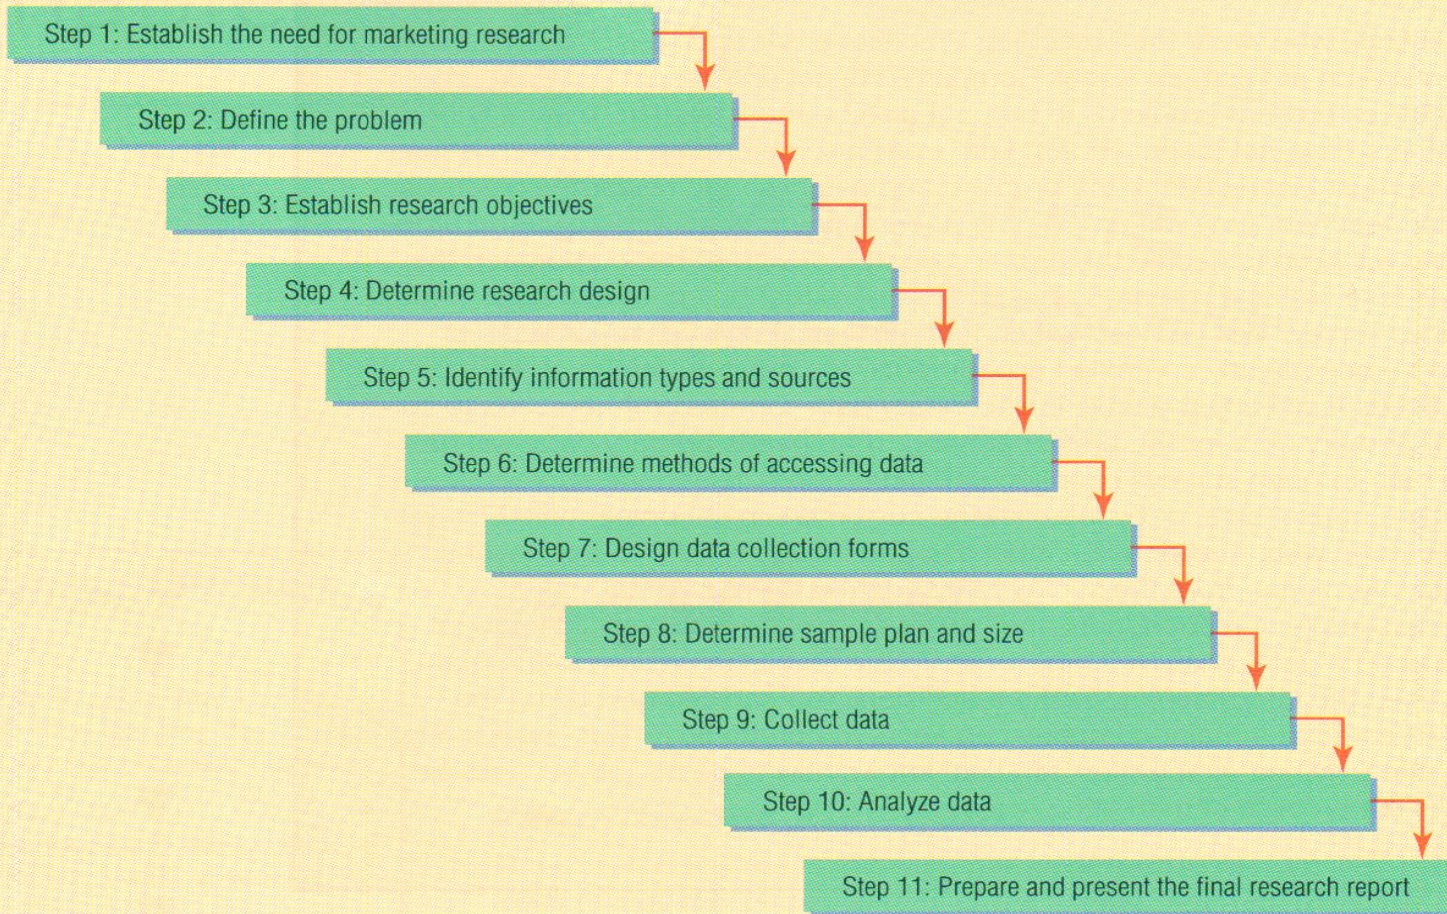 Step 1: Establish the need for marketing research
Step 2: Define the problem
Step 3: Establish research objectives
Step 4: Determine research design
Step 5: Identify information types and sources
Step 6: Determine methods of accessing data
Step 7: Design data collection forms
Step 8: Determine sample plan and size
Step 9: Collect data
Step 10: Analyze data
Step 11: Prepare and present the final research report